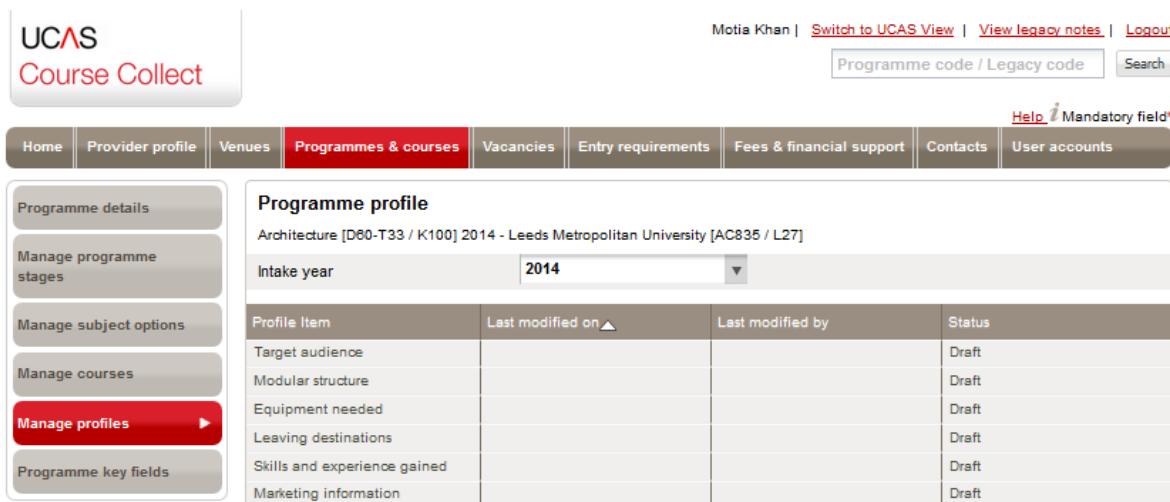 UCAS
Course Collect
Motia Khan | Switch to UCAS View | View legacy notes | Logout
Programme code / Legacy code Search
Help i Mandatory field*
Home Provider profile Venues Programmes & courses Vacancies Entry requirements Fees & financial support Contacts User accounts
Programme details
Manage programme
stages
Manage subject options
Manage courses
Manage profiles
Programme key fields
Programme profile
Architecture [D60-T33 / K100] 2014 - Leeds Metropolitan University [AC835 / L27]
Intake year 2014
Profile Item Last modified on Last modified by Status
Target audience Draft
Modular structure Draft
Equipment needed Draft
Leaving destinations Draft
Skills and experience gained Draft
Marketing information Draft